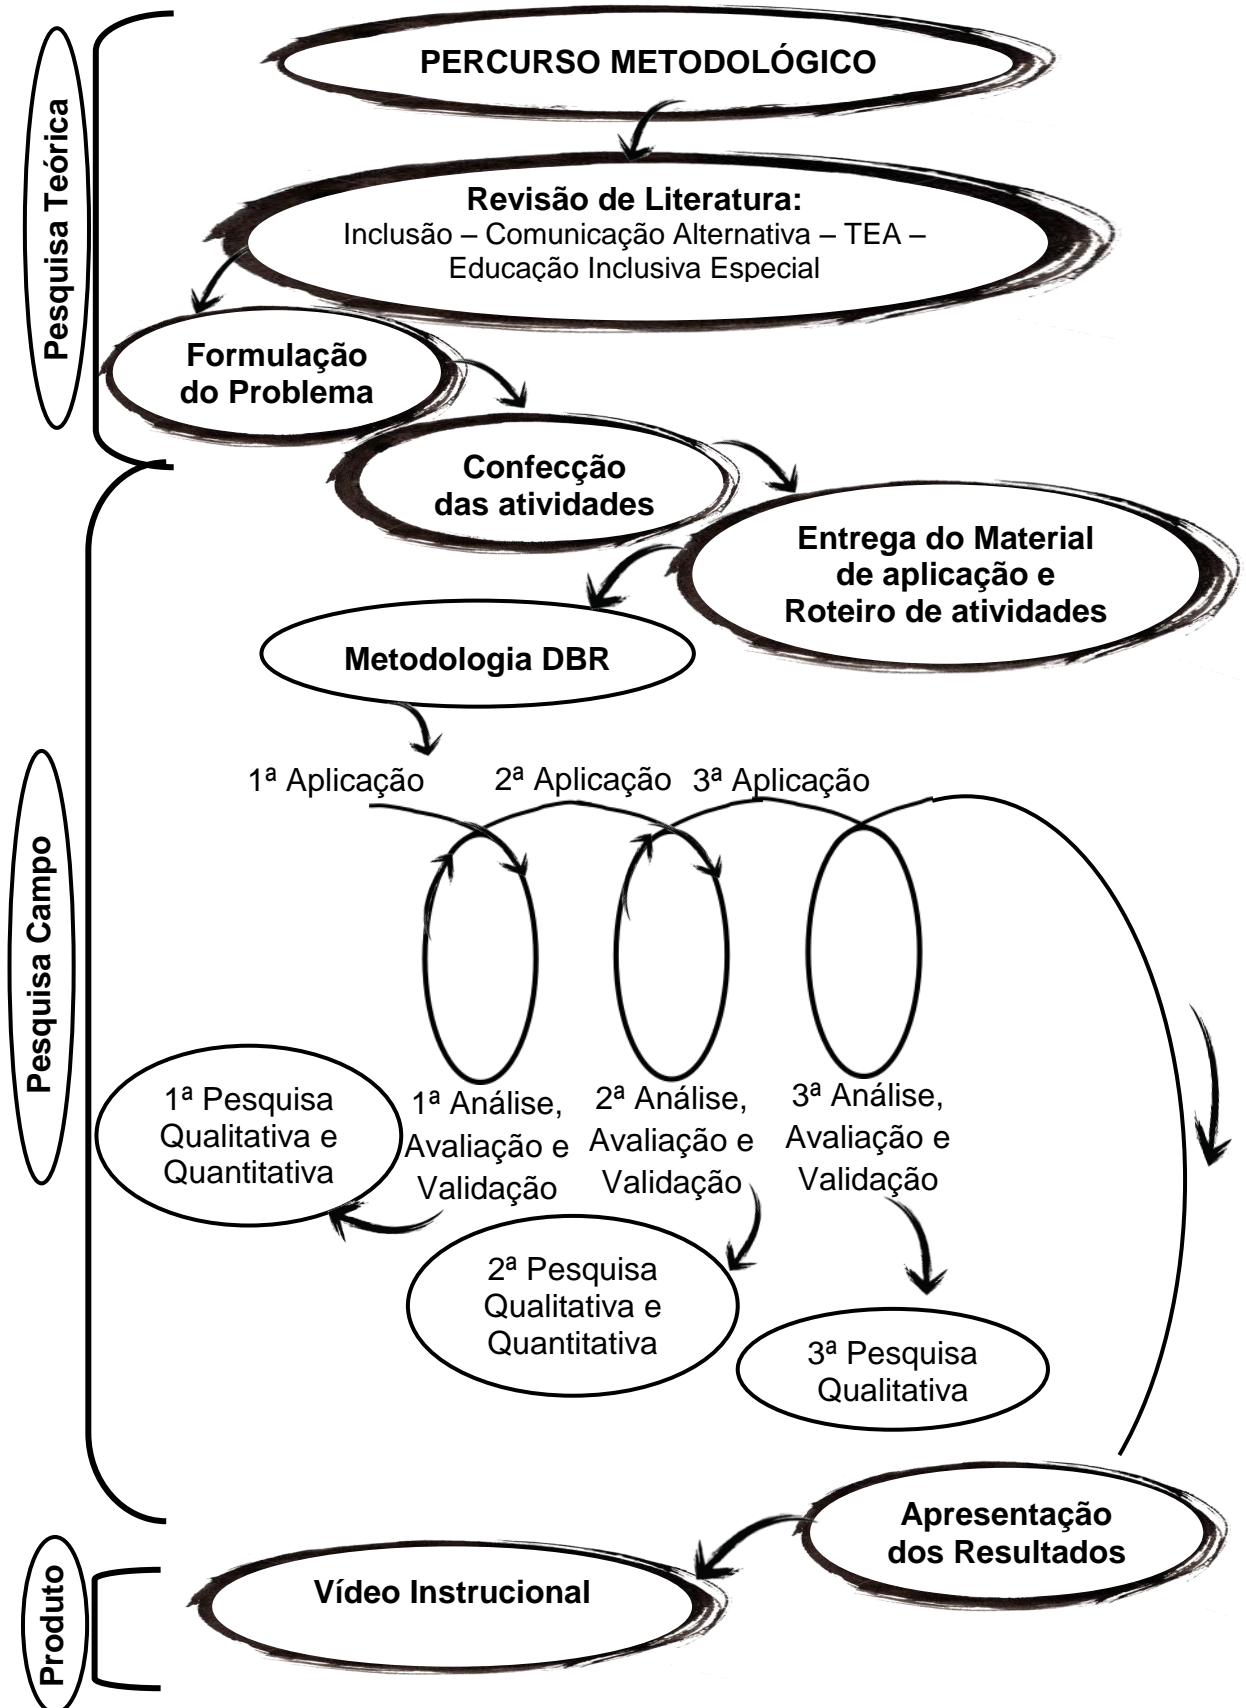 PERCURSO METODOLÓGICO
Pesquisa Teórica
Revisão de Literatura:
Inclusão – Comunicação Alternativa – TEA –
Educação Inclusiva Especial
Formulação
do Problema
Confecção
das atividades
Entrega do Material
de aplicação e
Roteiro de atividades
Metodologia DBR
Pesquisa Campo
1ª Aplicação
2ª Aplicação
3ª Aplicação
1ª Análise,
Avaliação e
Validação
2ª Análise,
Avaliação e
Validação
3ª Análise,
Avaliação e
Validação
1ª Pesquisa
Qualitativa e
Quantitativa
2ª Pesquisa
Qualitativa e
Quantitativa
3ª Pesquisa
Qualitativa
Apresentação
dos Resultados
Produto
Vídeo Instrucional